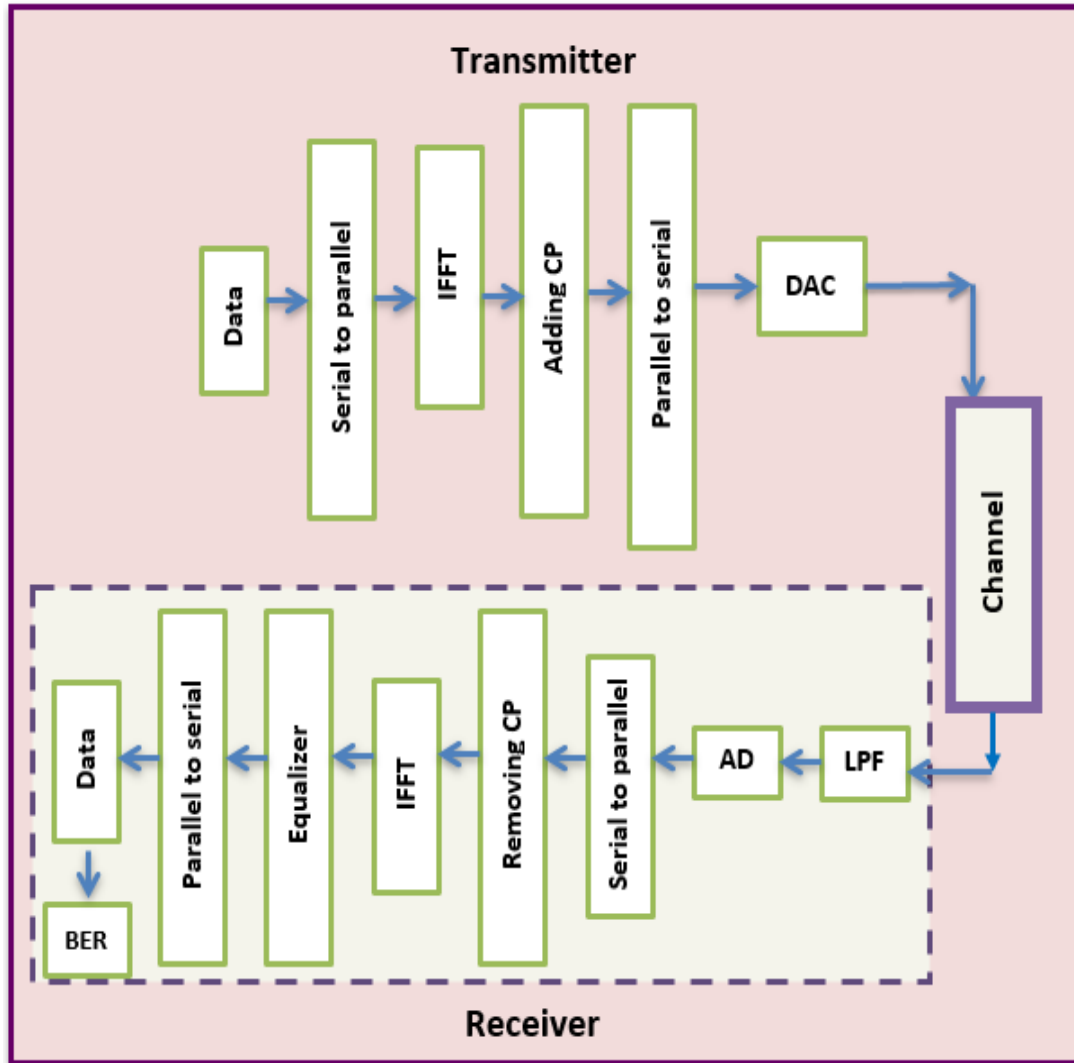 Transmitter
Data
Serial to parallel
IFFT
Adding CP
Parallel to serial
DAC
Channel
LPF
AD
Serial to parallel
Removing CP
IFFT
Equalizer
Parallel to serial
Data
BER
Receiver